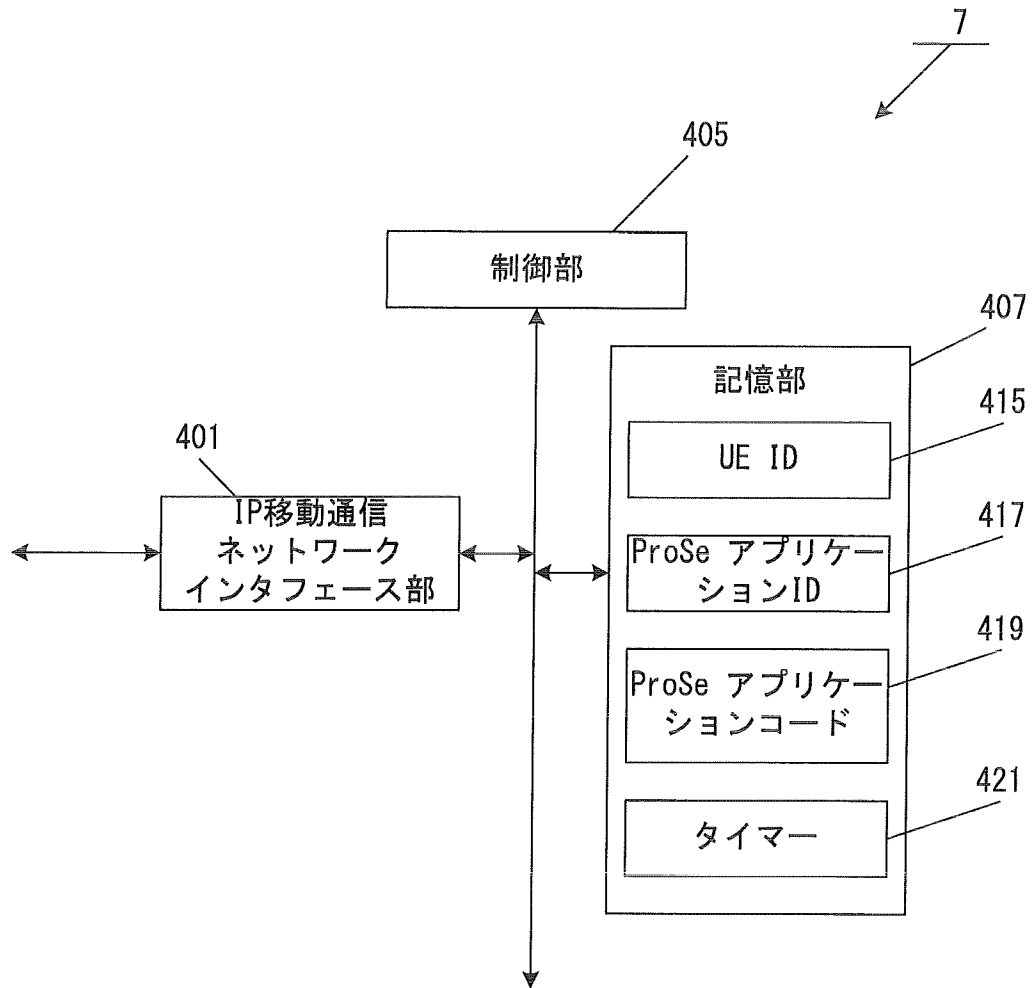 7
405
制御部
407
記憶部
415
UE ID
401
IP移動通信
ネットワーク
インタフェース部
417
ProSe アプリケー
ションID
419
ProSe アプリケー
ションコード
421
タイマー